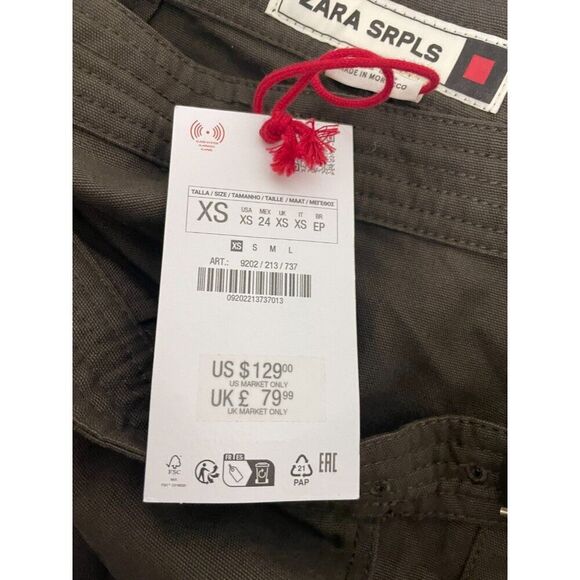 ZARA SRPLS
MADE IN MOROCCO
TALLA / SIZE / TAMANHO / TAILLE / MAAT / ΜΕΓΕΘΟΣ
XS
USA MEX UK IT BR
XS 24 XS XS EP
XS S M L
ART.: 9202 / 213 / 737
09202213737013
US $ 129.00
US MARKET ONLY
UK £ 79.99
UK MARKET ONLY
FSC
MIX
FR ES
21
PAP
EAC